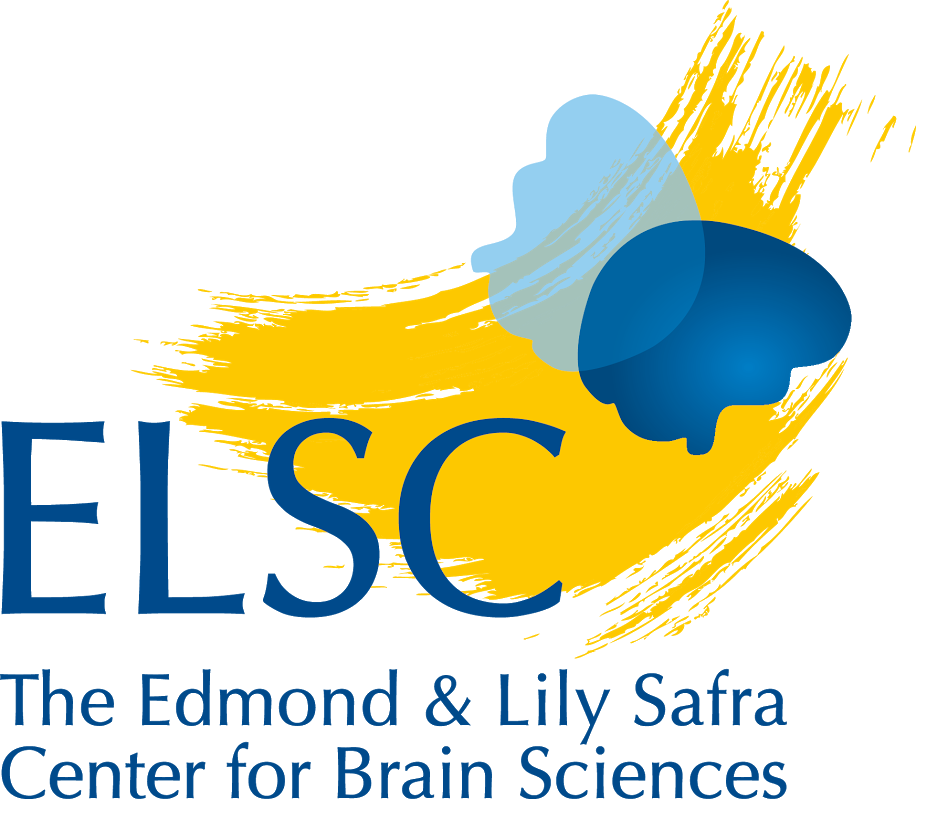 ELSC
The Edmond & Lily Safra
Center for Brain Sciences